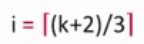 i = ⌈(k+2)/3⌉